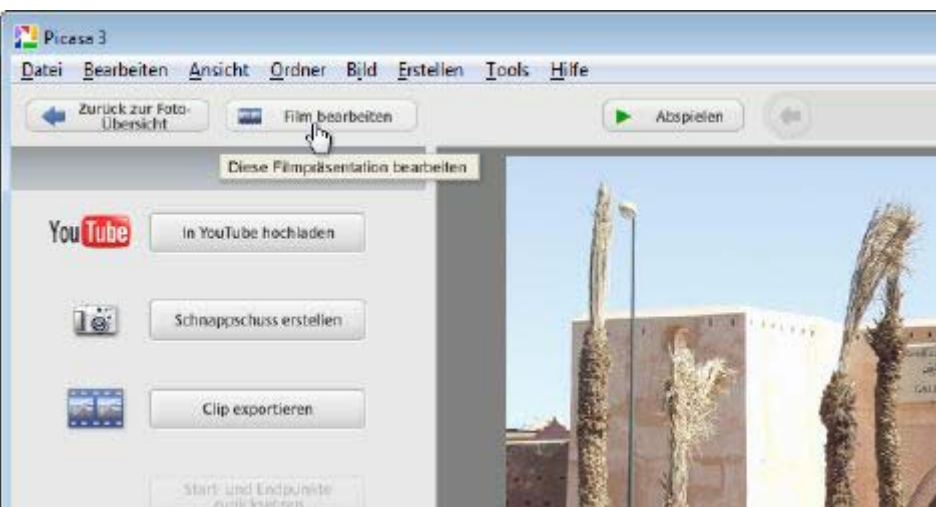 Picasa 3
Datei Bearbeiten Ansicht Ordner Bild Erstellen Tools Hilfe
Zurück zur Foto-
Übersicht
Film bearbeiten
Abspielen
Diese Filmpräsentation bearbeiten
YouTube
In YouTube hochladen
Schnappschuss erstellen
Clip exportieren
Start- und Endpunkte
zurücksetzen